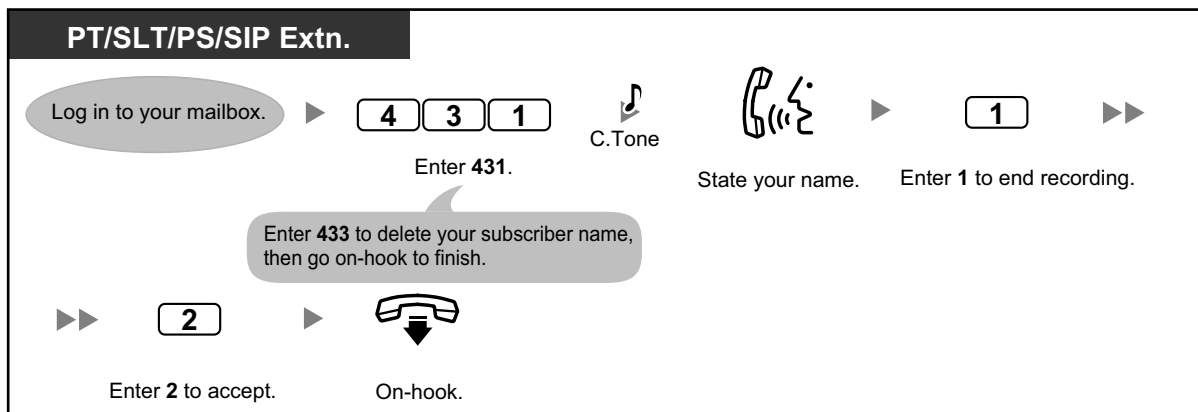 PT/SLT/PS/SIP Extn.
Log in to your mailbox.
4 3 1
C.Tone
1
Enter 431.
State your name.
Enter 1 to end recording.
Enter 433 to delete your subscriber name,
then go on-hook to finish.
2
Enter 2 to accept.
On-hook.